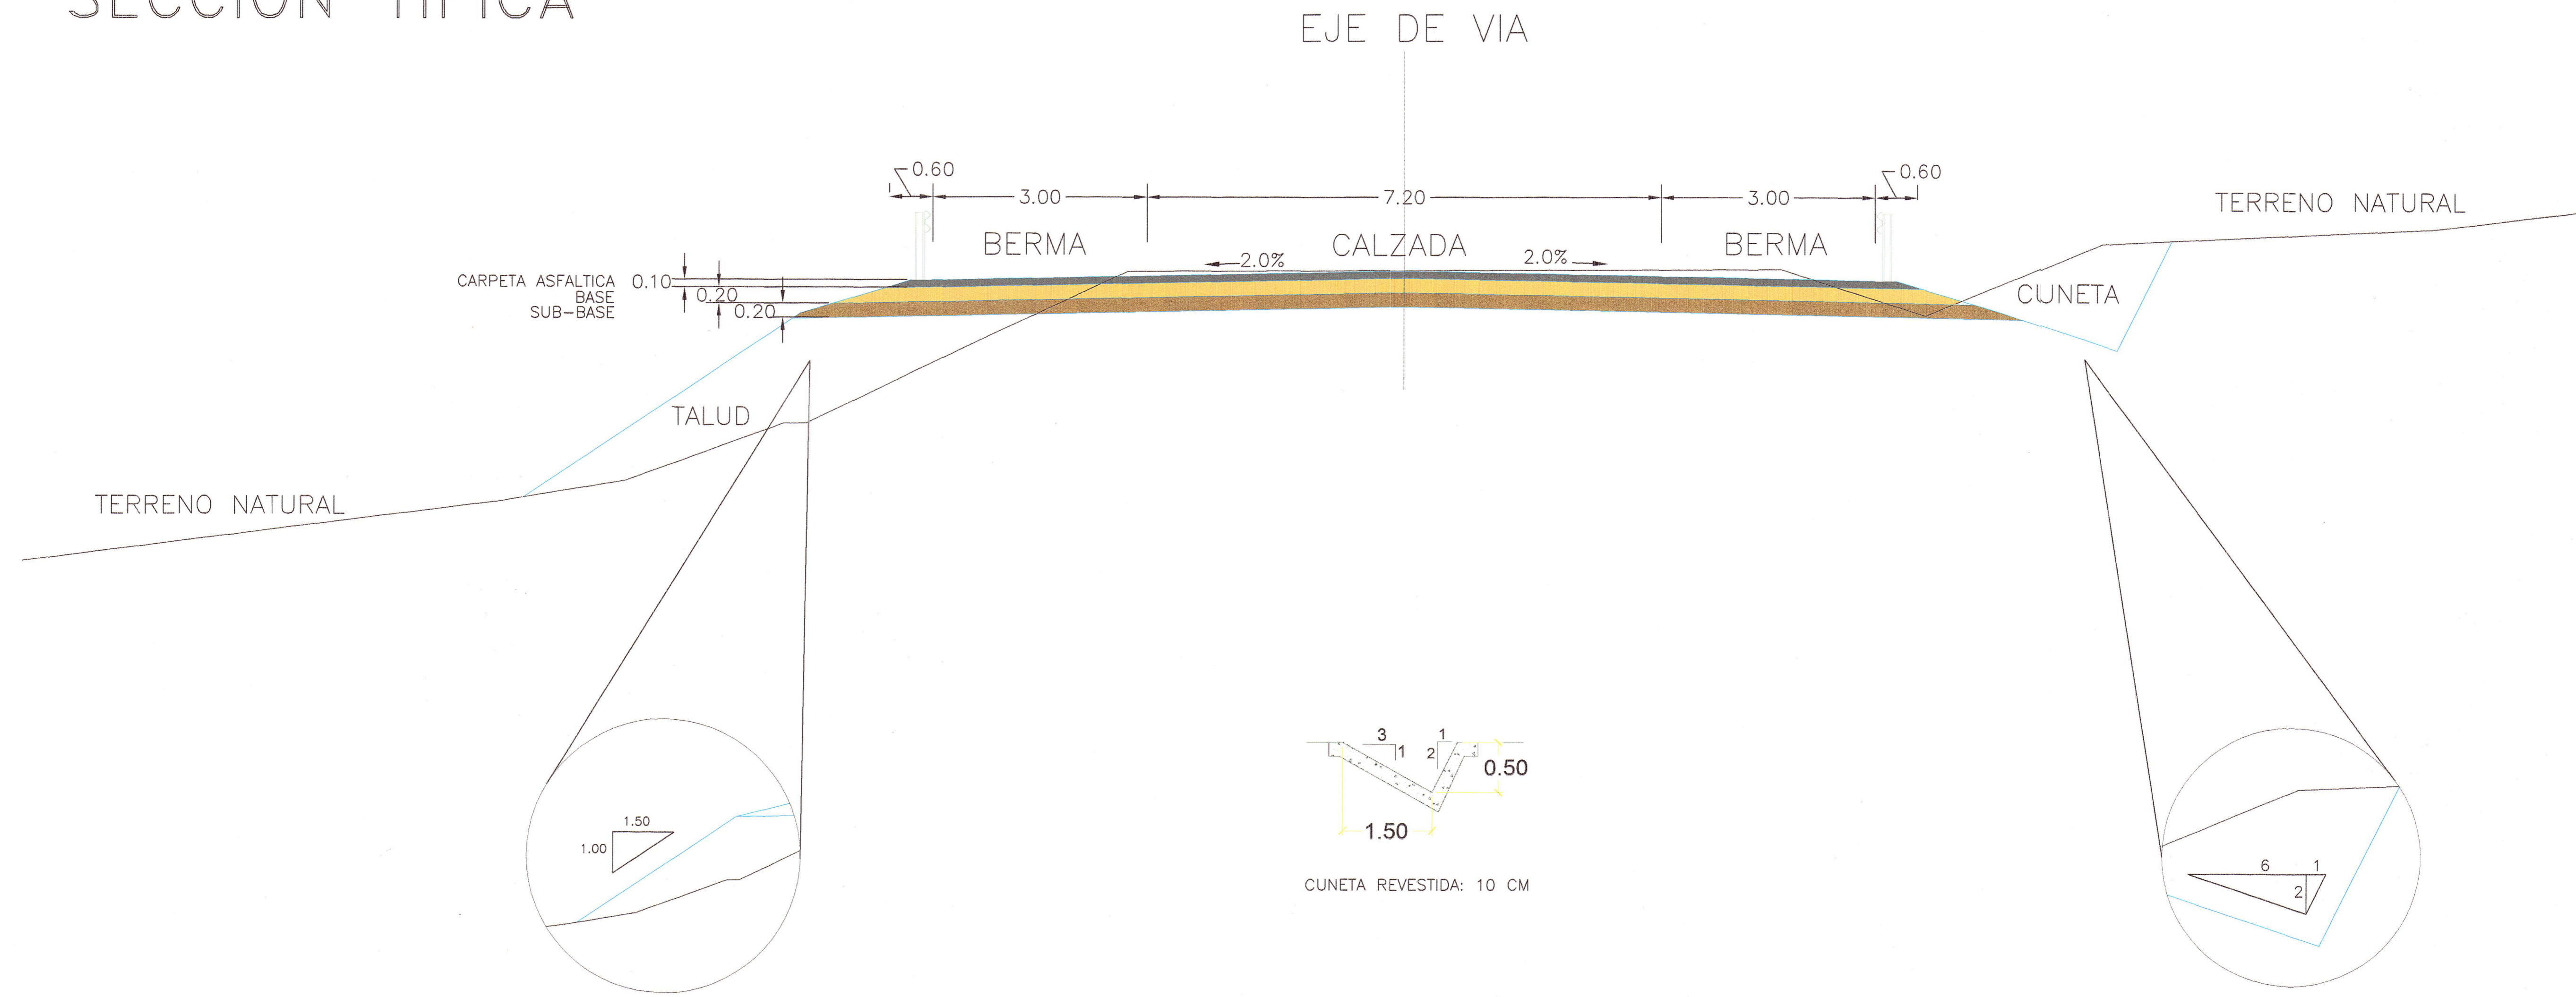 SECCION TIPICA
EJE DE VIA
0.60
3.00
7.20
3.00
0.60
TERRENO NATURAL
BERMA
CALZADA
BERMA
2.0%
2.0%
CARPETA ASFALTICA 0.10
BASE 0.20
SUB-BASE 0.20
CUNETA
TALUD
TERRENO NATURAL
3
1
1
2
0.50
1.50
CUNETA REVESTIDA: 10 CM
1.50
1.00
6
1
2